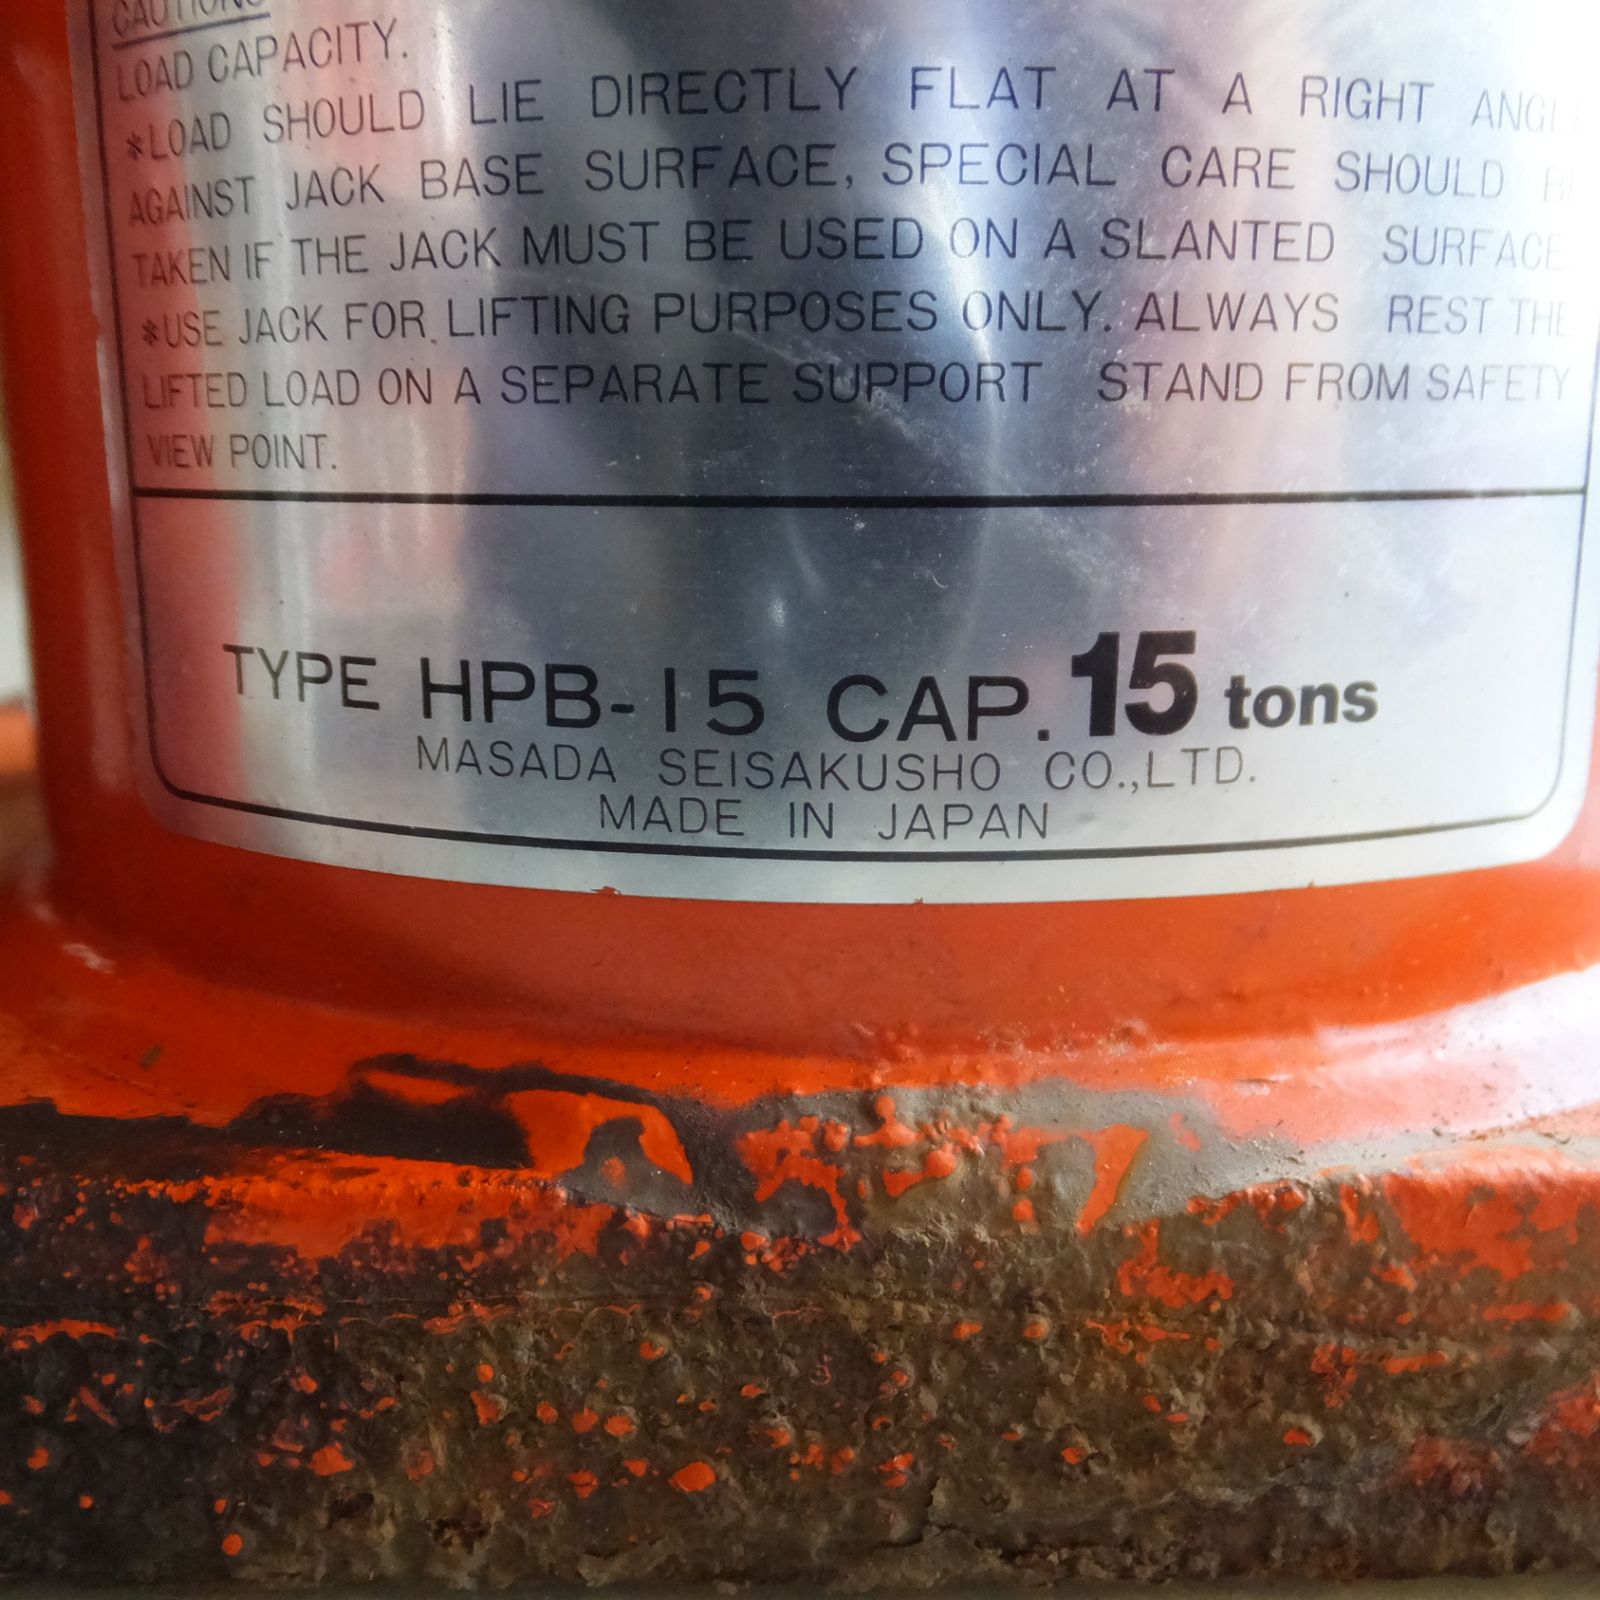 CAUTIONS
LOAD CAPACITY.
*LOAD SHOULD LIE DIRECTLY FLAT AT A RIGHT
AGAINST JACK BASE SURFACE, SPECIAL CARE SHOULD
TAKEN IF THE JACK MUST BE USED ON A SLANTED SURFACE
*USE JACK FOR LIFTING PURPOSES ONLY. ALWAYS REST THE
LIFTED LOAD ON A SEPARATE SUPPORT STAND FROM SAFETY
VIEW POINT.
TYPE HPB-15 CAP. 15 tons
MASADA SEISAKUSHO CO.,LTD.
MADE IN JAPAN